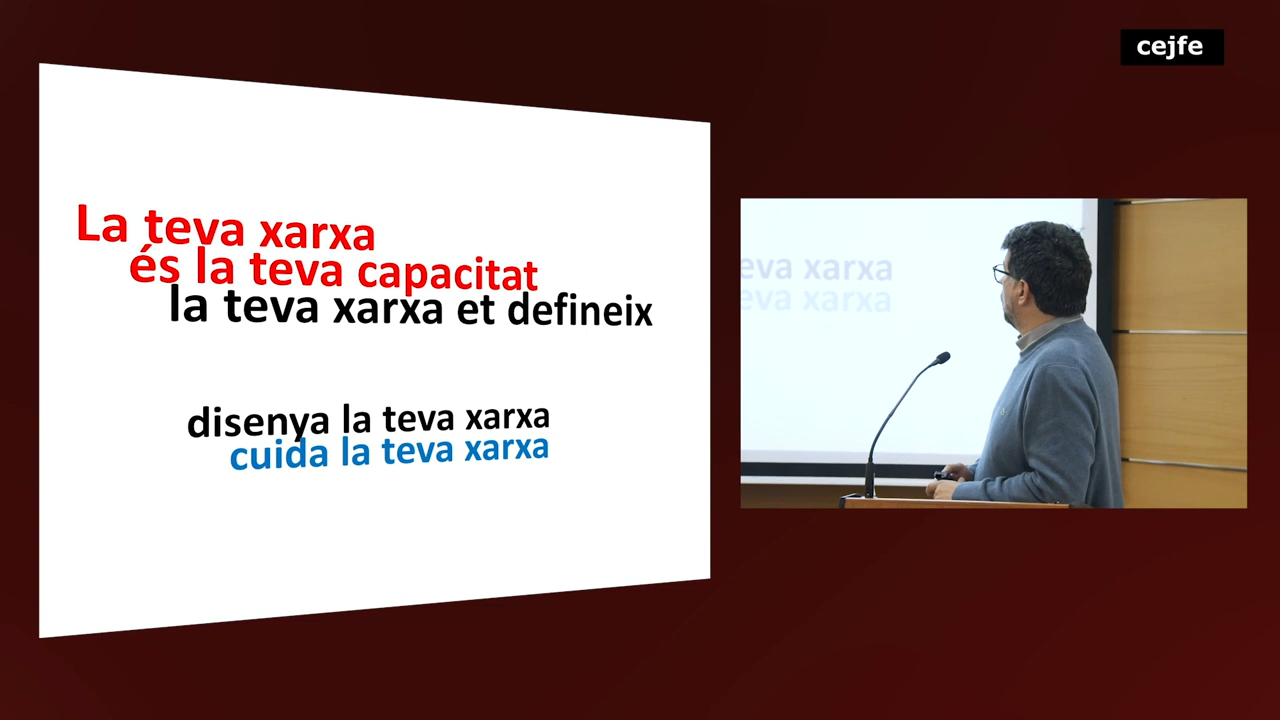 cejfe
La teva xarxa
és la teva capacitat
la teva xarxa et defineix
disenya la teva xarxa
cuida la teva xarxa
eva xarxa
eva xarxa